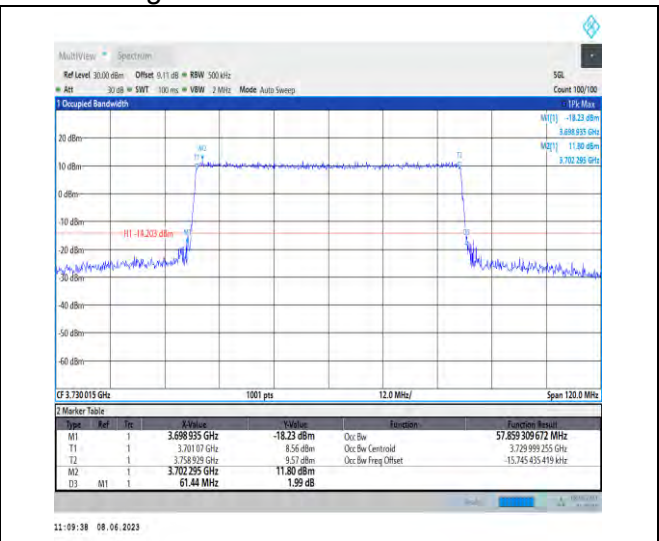 MultiView Spectrum
Ref Level 30.00 dBm Offset 9.11 dB RBW 500 kHz SGL
Att 30 dB SWT 100 ms VBW 2 MHz Mode Auto Sweep Count 100/100
1 Occupied Bandwidth 1Pk Max
M1[1] -18.23 dBm
3.698 935 GHz
20 dBm
M2[1] 11.80 dBm
3.702 295 GHz
M2
T1
T2
10 dBm
0 dBm
-10 dBm
H1 -14.203 dBm
M1
D3
-20 dBm
-30 dBm
-40 dBm
-50 dBm
-60 dBm
CF 3.730 015 GHz 1001 pts 12.0 MHz/ Span 120.0 MHz
2 Marker Table
Type Ref Trc X-Value Y-Value Function Function Result
M1 1 3.698 935 GHz -18.23 dBm Occ Bw 57.859 309 672 MHz
T1 1 3.701 07 GHz 8.56 dBm Occ Bw Centroid 3.729 999 255 GHz
T2 1 3.758 929 GHz 9.57 dBm Occ Bw Freq Offset -15.745 435 419 kHz
M2 1 3.702 295 GHz 11.80 dBm
D3 M1 1 61.44 MHz 1.99 dB
11:09:38 08.06.2023